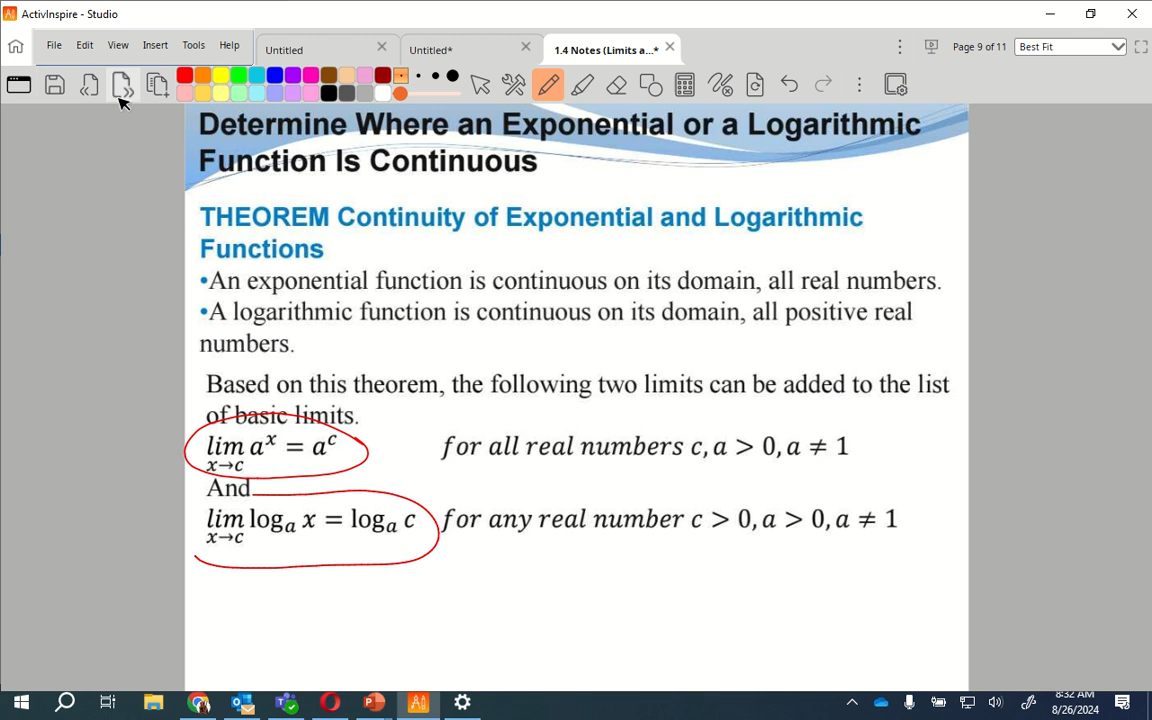 ActivInspire - Studio
File Edit View Insert Tools Help
Untitled
Untitled*
1.4 Notes (Limits a...*
Page 9 of 11
Best Fit
Determine Where an Exponential or a Logarithmic
Function Is Continuous
THEOREM Continuity of Exponential and Logarithmic
Functions
•An exponential function is continuous on its domain, all real numbers.
•A logarithmic function is continuous on its domain, all positive real
numbers.
Based on this theorem, the following two limits can be added to the list
of basic limits.
lim_{x→c} a^x = a^c for all real numbers c, a > 0, a ≠ 1
And
lim_{x→c} log_a x = log_a c for any real number c > 0, a > 0, a ≠ 1
8:32 AM
8/26/2024